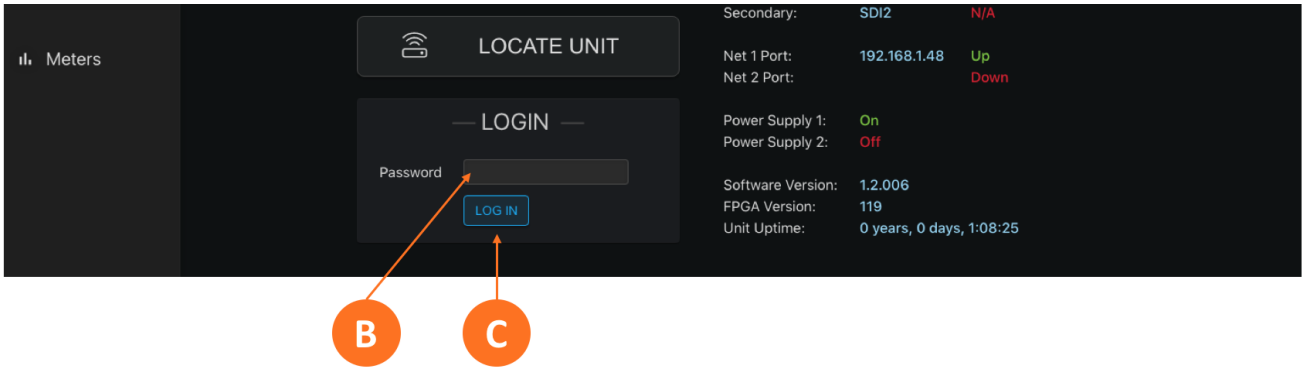 Meters
LOCATE UNIT
LOGIN
Password
LOG IN
Secondary: SDI2 N/A
Net 1 Port: 192.168.1.48 Up
Net 2 Port: Down
Power Supply 1: On
Power Supply 2: Off
Software Version: 1.2.006
FPGA Version: 119
Unit Uptime: 0 years, 0 days, 1:08:25
B
C